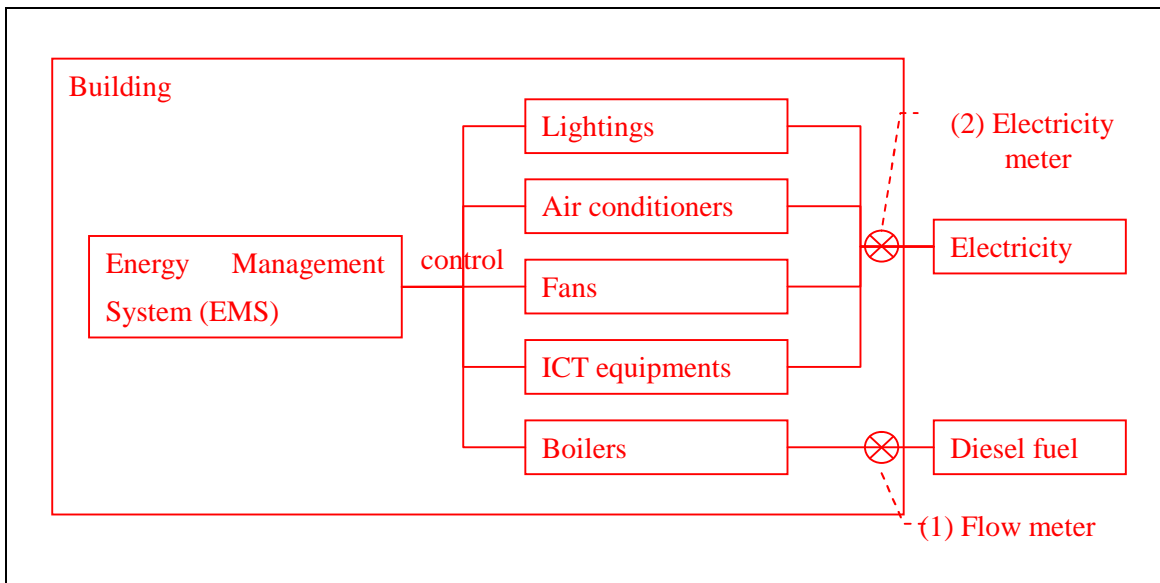 Building
Lightings
(2) Electricity
meter
Air conditioners
Energy Management
System (EMS)
control
Electricity
Fans
ICT equipments
Boilers
Diesel fuel
(1) Flow meter